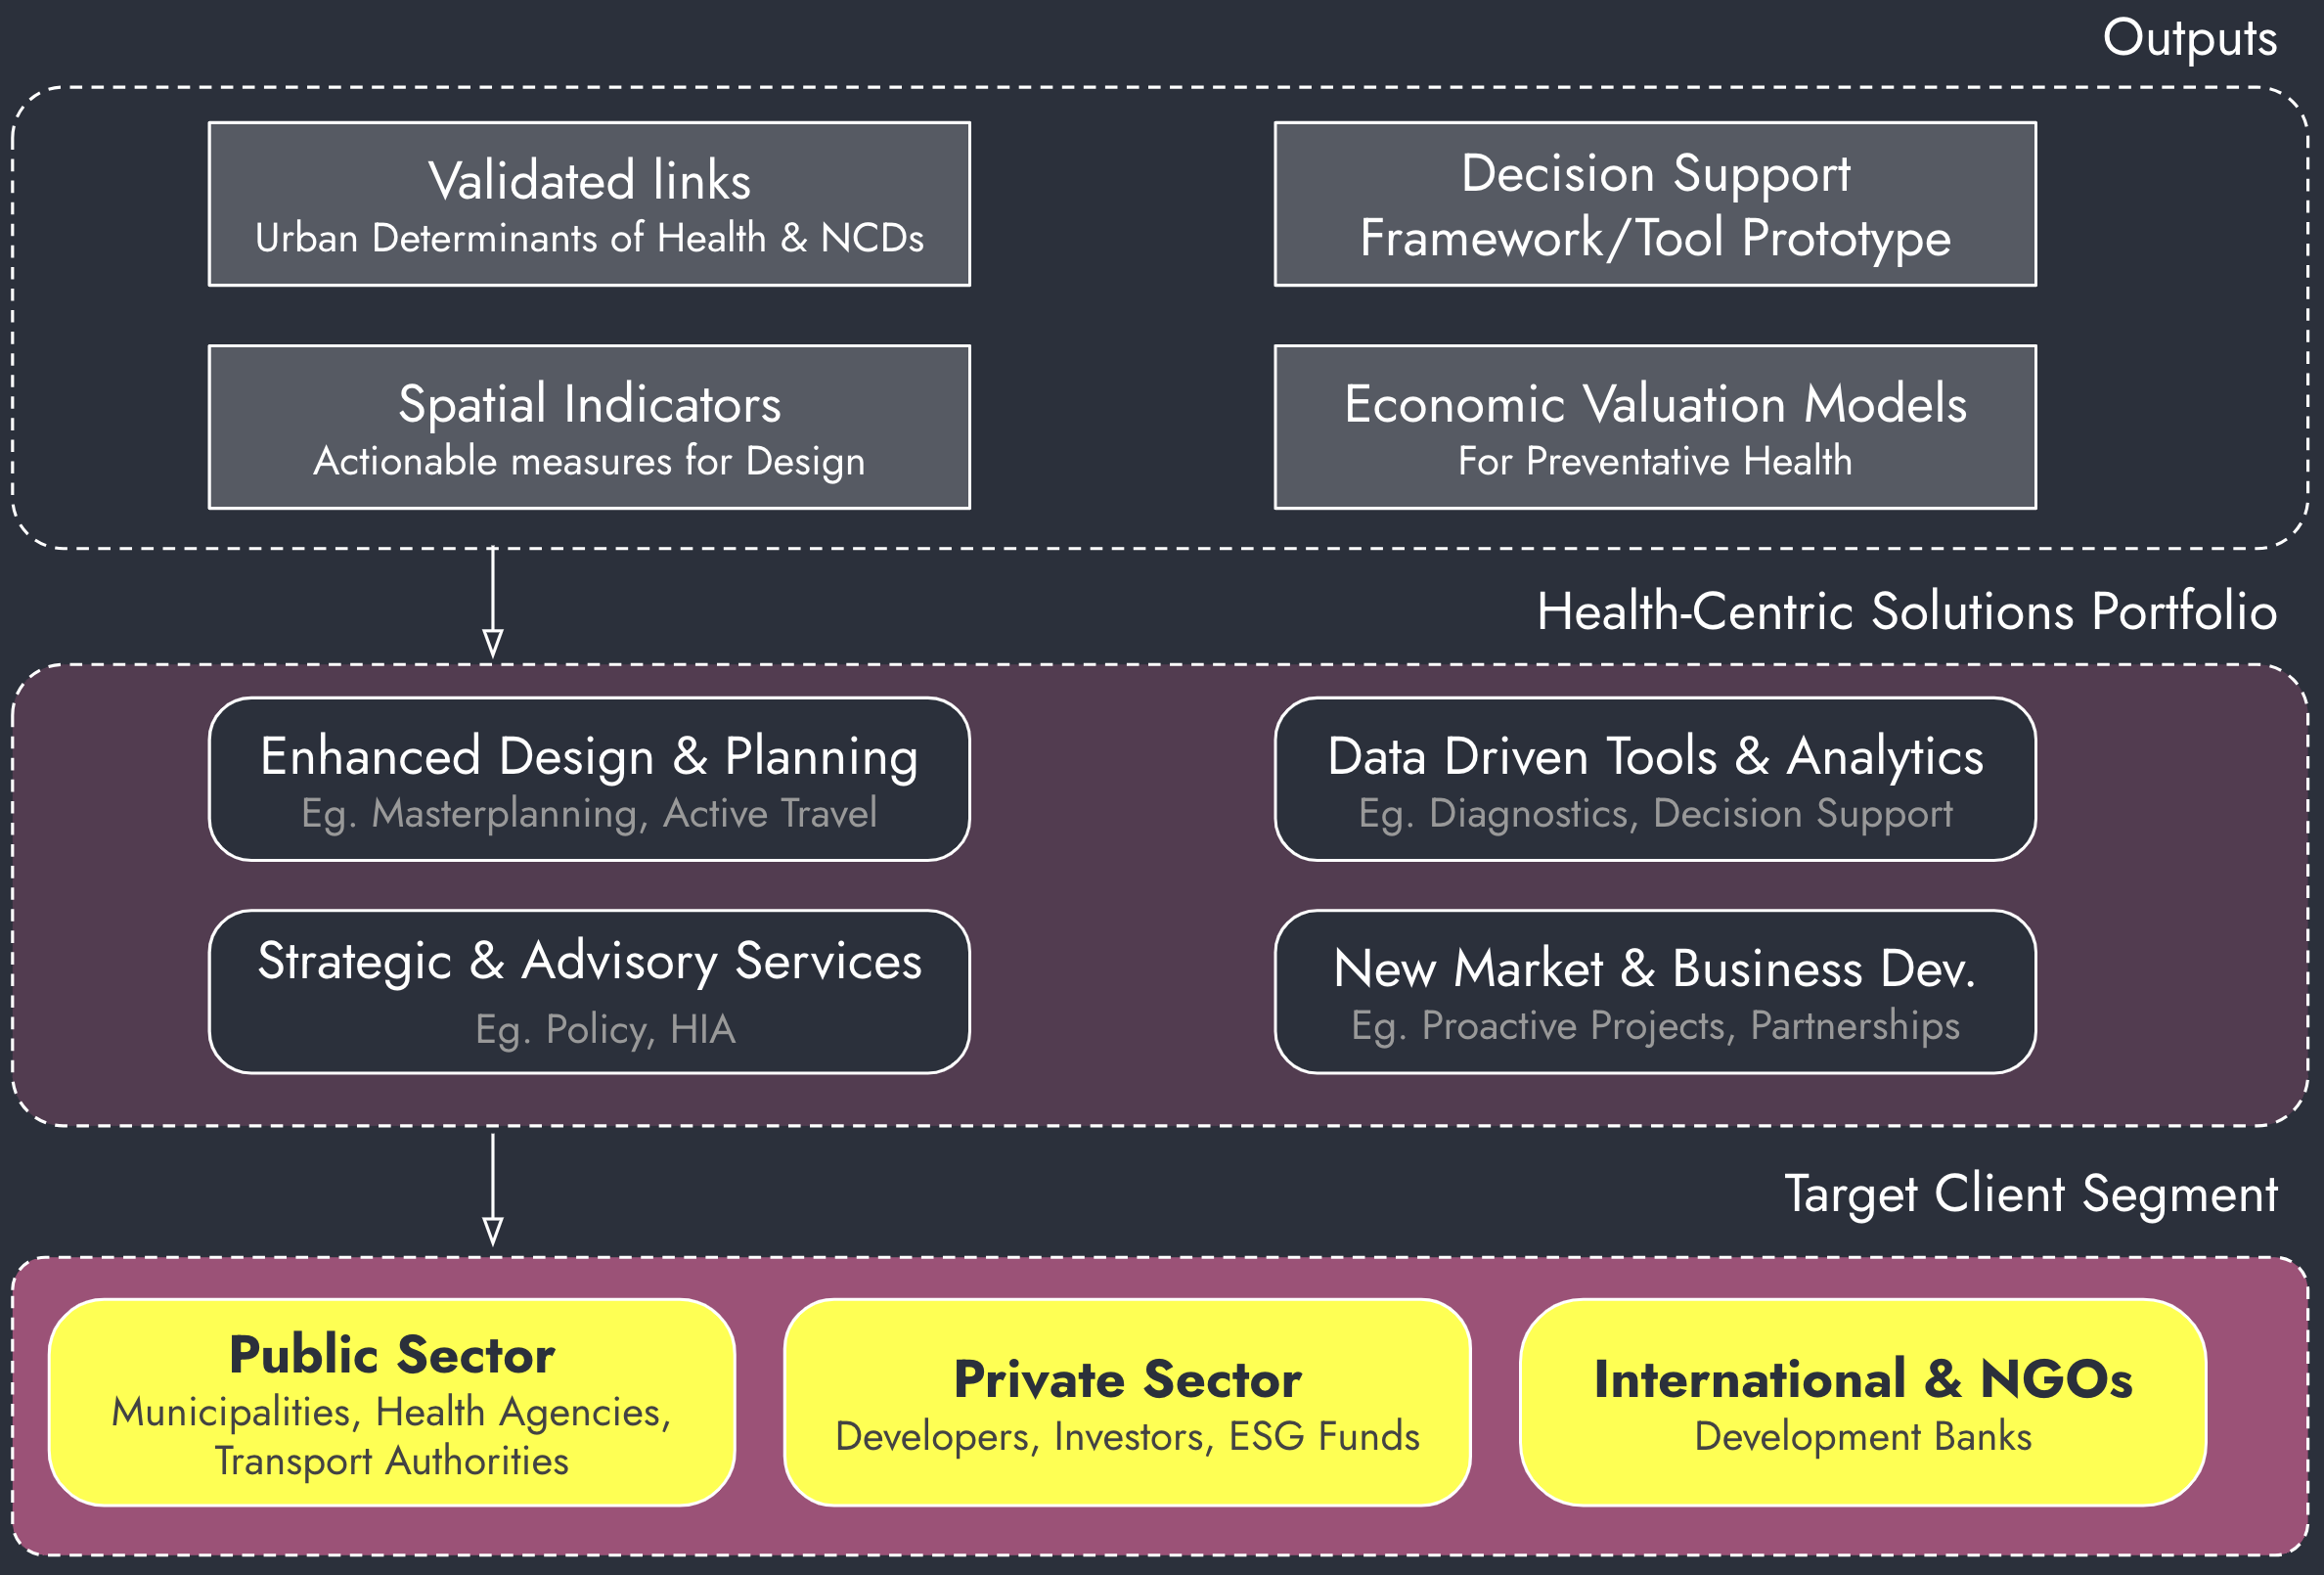 Outputs
Validated links
Urban Determinants of Health & NCDs
Decision Support
Framework/Tool Prototype
Spatial Indicators
Actionable measures for Design
Economic Valuation Models
For Preventative Health
Health-Centric Solutions Portfolio
Enhanced Design & Planning
Eg. Masterplanning, Active Travel
Data Driven Tools & Analytics
Eg. Diagnostics, Decision Support
Strategic & Advisory Services
Eg. Policy, HIA
New Market & Business Dev.
Eg. Proactive Projects, Partnerships
Target Client Segment
Public Sector
Municipalities, Health Agencies,
Transport Authorities
Private Sector
Developers, Investors, ESG Funds
International & NGOs
Development Banks